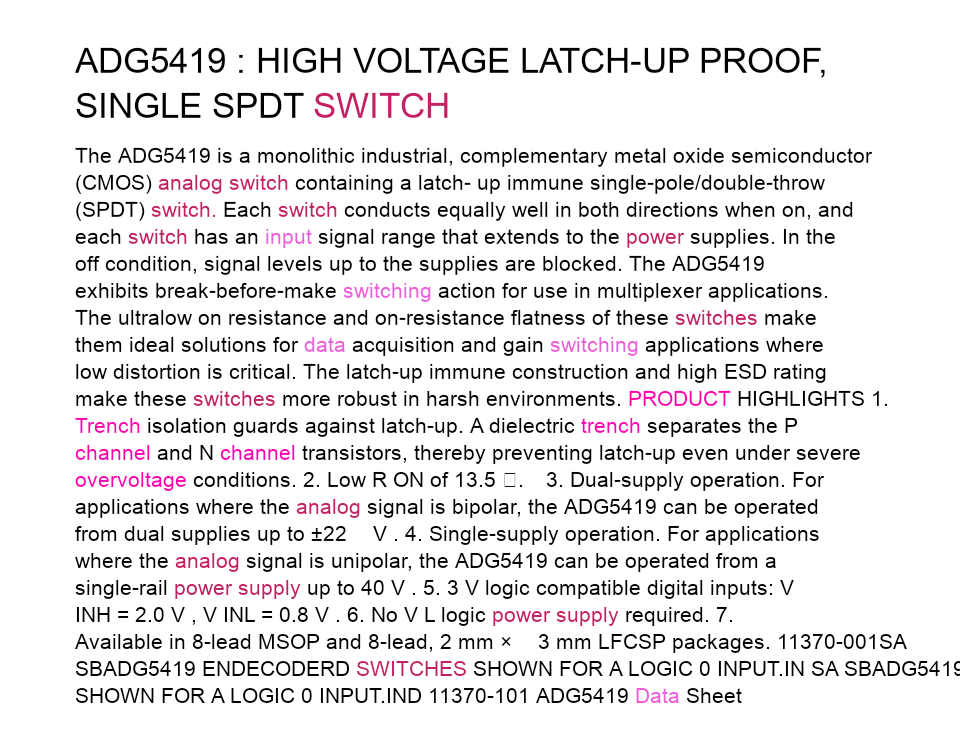 ADG5419 : HIGH VOLTAGE LATCH-UP PROOF,
SINGLE SPDT SWITCH
The ADG5419 is a monolithic industrial, complementary metal oxide semiconductor
(CMOS) analog switch containing a latch- up immune single-pole/double-throw
(SPDT) switch. Each switch conducts equally well in both directions when on, and
each switch has an input signal range that extends to the power supplies. In the
off condition, signal levels up to the supplies are blocked. The ADG5419
exhibits break-before-make switching action for use in multiplexer applications.
The ultralow on resistance and on-resistance flatness of these switches make
them ideal solutions for data acquisition and gain switching applications where
low distortion is critical. The latch-up immune construction and high ESD rating
make these switches more robust in harsh environments. PRODUCT HIGHLIGHTS 1.
Trench isolation guards against latch-up. A dielectric trench separates the P
channel and N channel transistors, thereby preventing latch-up even under severe
overvoltage conditions. 2. Low R ON of 13.5 . 3. Dual-supply operation. For
applications where the analog signal is bipolar, the ADG5419 can be operated
from dual supplies up to ±22 V . 4. Single-supply operation. For applications
where the analog signal is unipolar, the ADG5419 can be operated from a
single-rail power supply up to 40 V . 5. 3 V logic compatible digital inputs: V
INH = 2.0 V , V INL = 0.8 V . 6. No V L logic power supply required. 7.
Available in 8-lead MSOP and 8-lead, 2 mm × 3 mm LFCSP packages. 11370-001SA
SBADG5419 ENDECODERD SWITCHES SHOWN FOR A LOGIC 0 INPUT.IN SA SBADG5419
SHOWN FOR A LOGIC 0 INPUT.IND 11370-101 ADG5419 Data Sheet